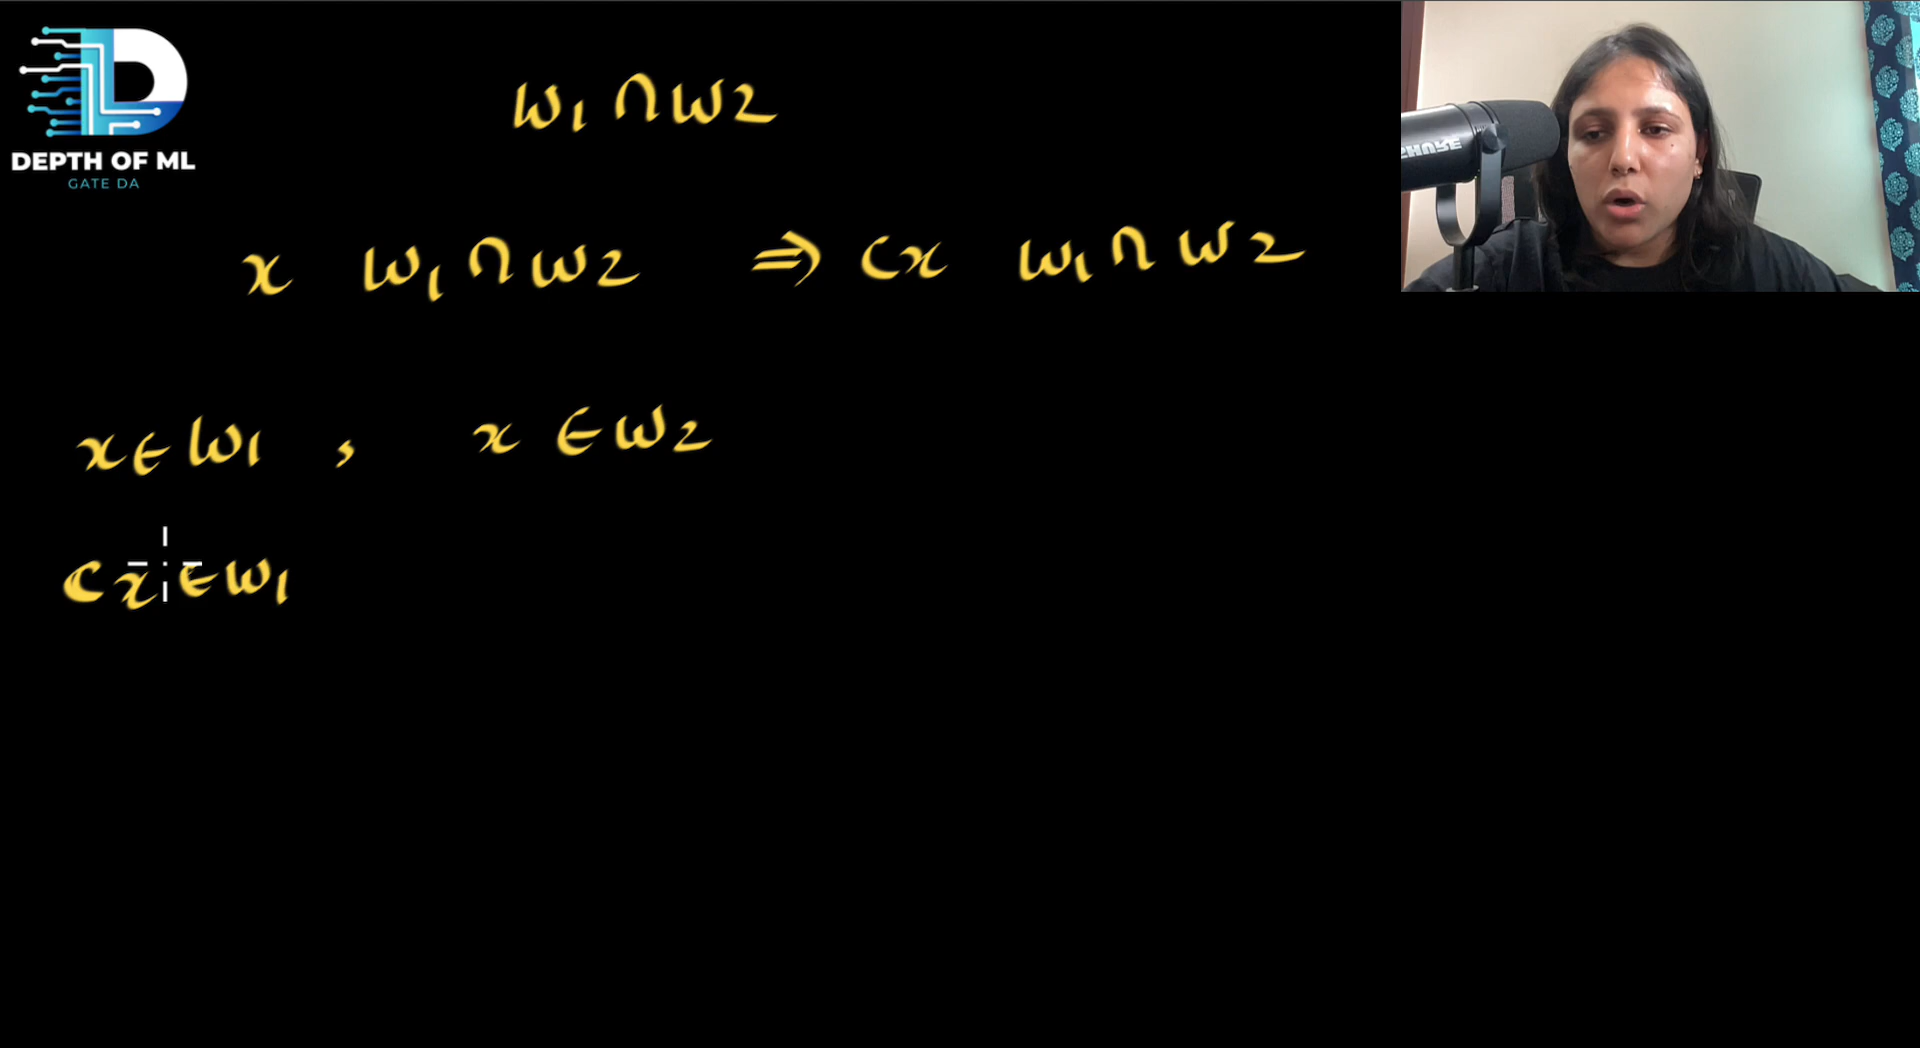 DEPTH OF ML
GATE DA
w₁ ∩ w₂
x w₁ ∩ w₂ ⇒ cx w₁ ∩ w₂
x ∈ w₁ , x ∈ w₂
cx ∈ w₁
SHURE